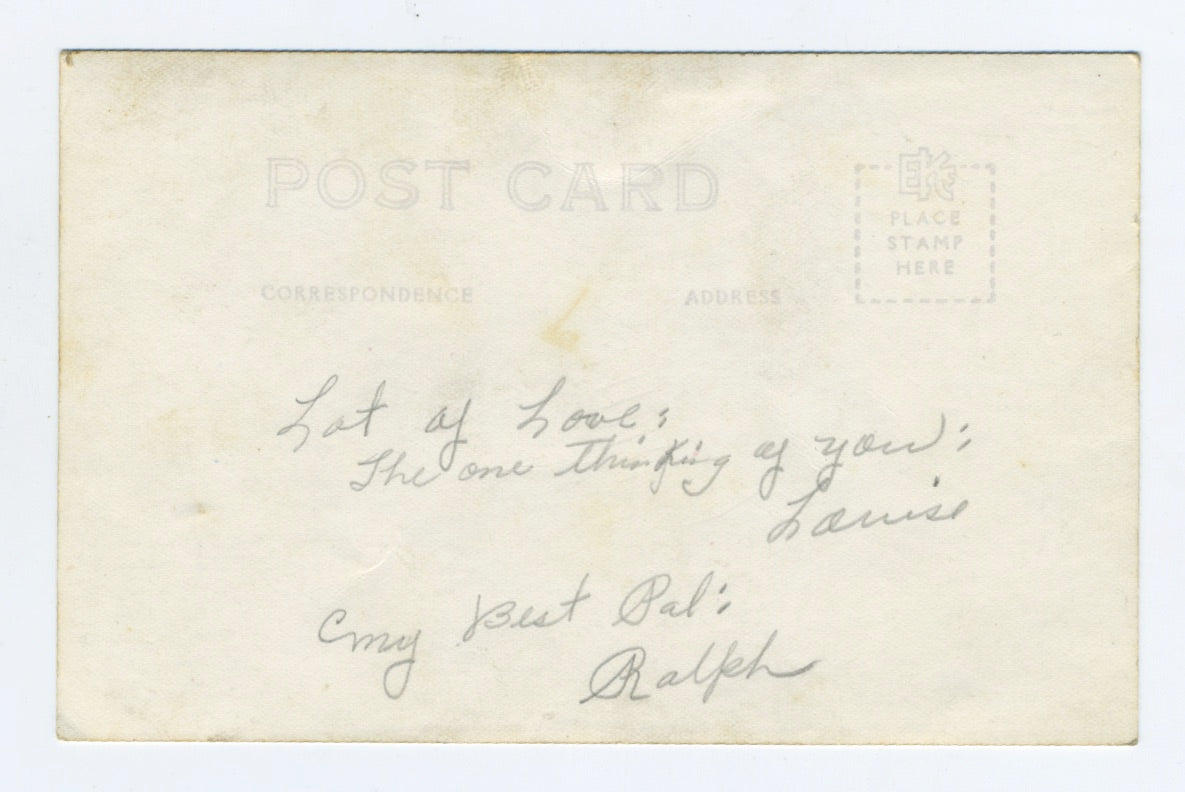 POST CARD
EKC
PLACE
STAMP
HERE
CORRESPONDENCE ADDRESS
Lot of Love:
The one thinking of you:
Louise
My Best Pal:
Ralph